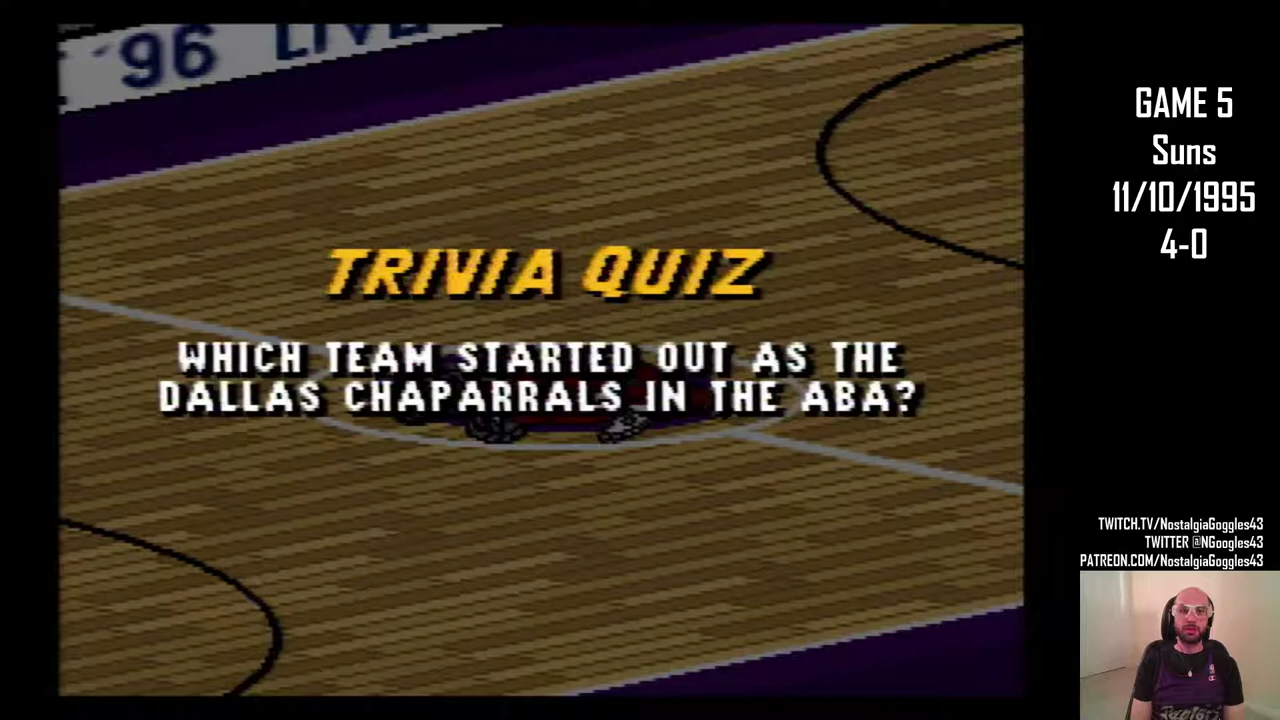 ´96 LIVE
TRIVIA QUIZ
WHICH TEAM STARTED OUT AS THE
DALLAS CHAPARRALS IN THE ABA?
GAME 5
Suns
11/10/1995
4-0
TWITCH.TV/NostalgiaGoggles43
TWITTER @NGoogles43
PATREON.COM/NostalgiaGoggles43
Raptors